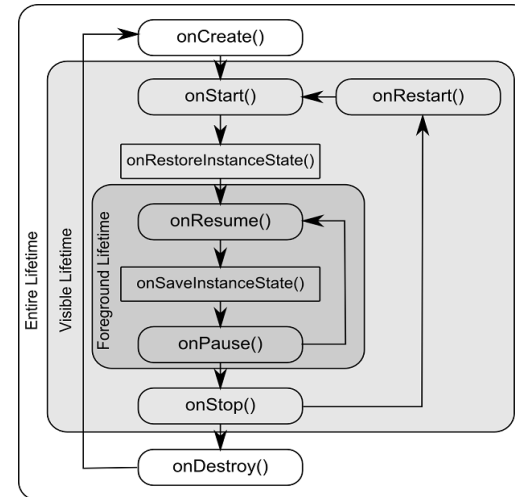 onCreate()
onStart()
onRestart()
onRestoreInstanceState()
onResume()
onSaveInstanceState()
onPause()
onStop()
onDestroy()
Entire Lifetime
Visible Lifetime
Foreground Lifetime